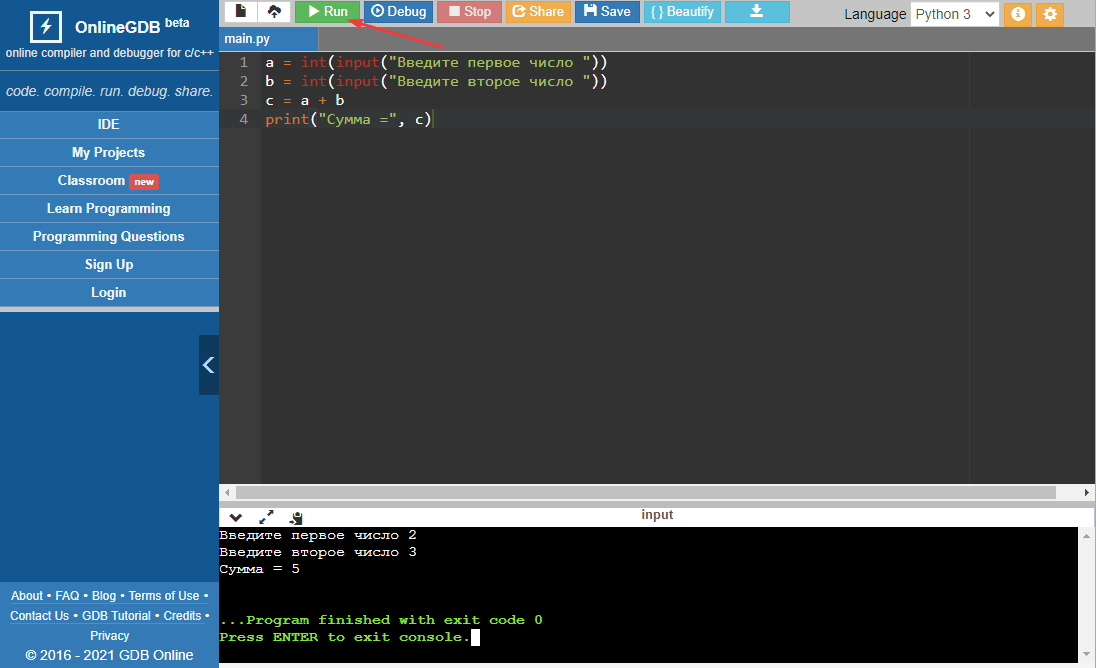 OnlineGDB beta
online compiler and debugger for c/c++
code. compile. run. debug. share.
IDE
My Projects
Classroom new
Learn Programming
Programming Questions
Sign Up
Login
About • FAQ • Blog • Terms of Use •
Contact Us • GDB Tutorial • Credits •
Privacy
© 2016 - 2021 GDB Online
Run Debug Stop Share Save { } Beautify Language Python 3
main.py
1 a = int(input("Введите первое число "))
2 b = int(input("Введите второе число "))
3 c = a + b
4 print("Сумма =", c)
input
Введите первое число 2
Введите второе число 3
Сумма = 5
...Program finished with exit code 0
Press ENTER to exit console.